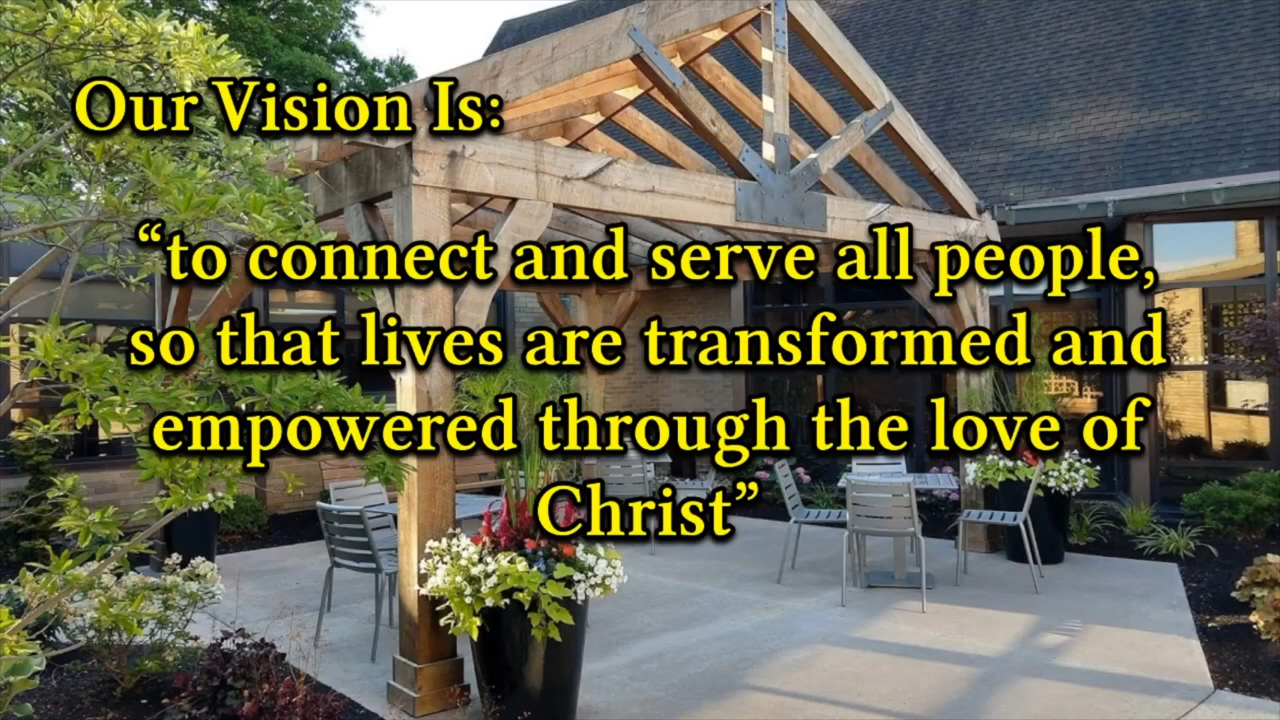 Our Vision Is:
“to connect and serve all people,
so that lives are transformed and
empowered through the love of
Christ”